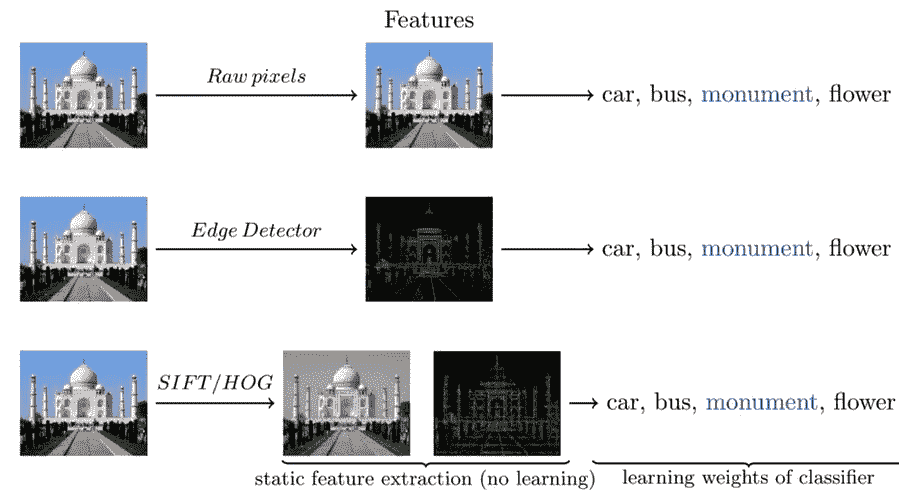 Features
Raw pixels
car, bus, monument, flower
Edge Detector
car, bus, monument, flower
SIFT/HOG
car, bus, monument, flower
static feature extraction (no learning)
learning weights of classifier